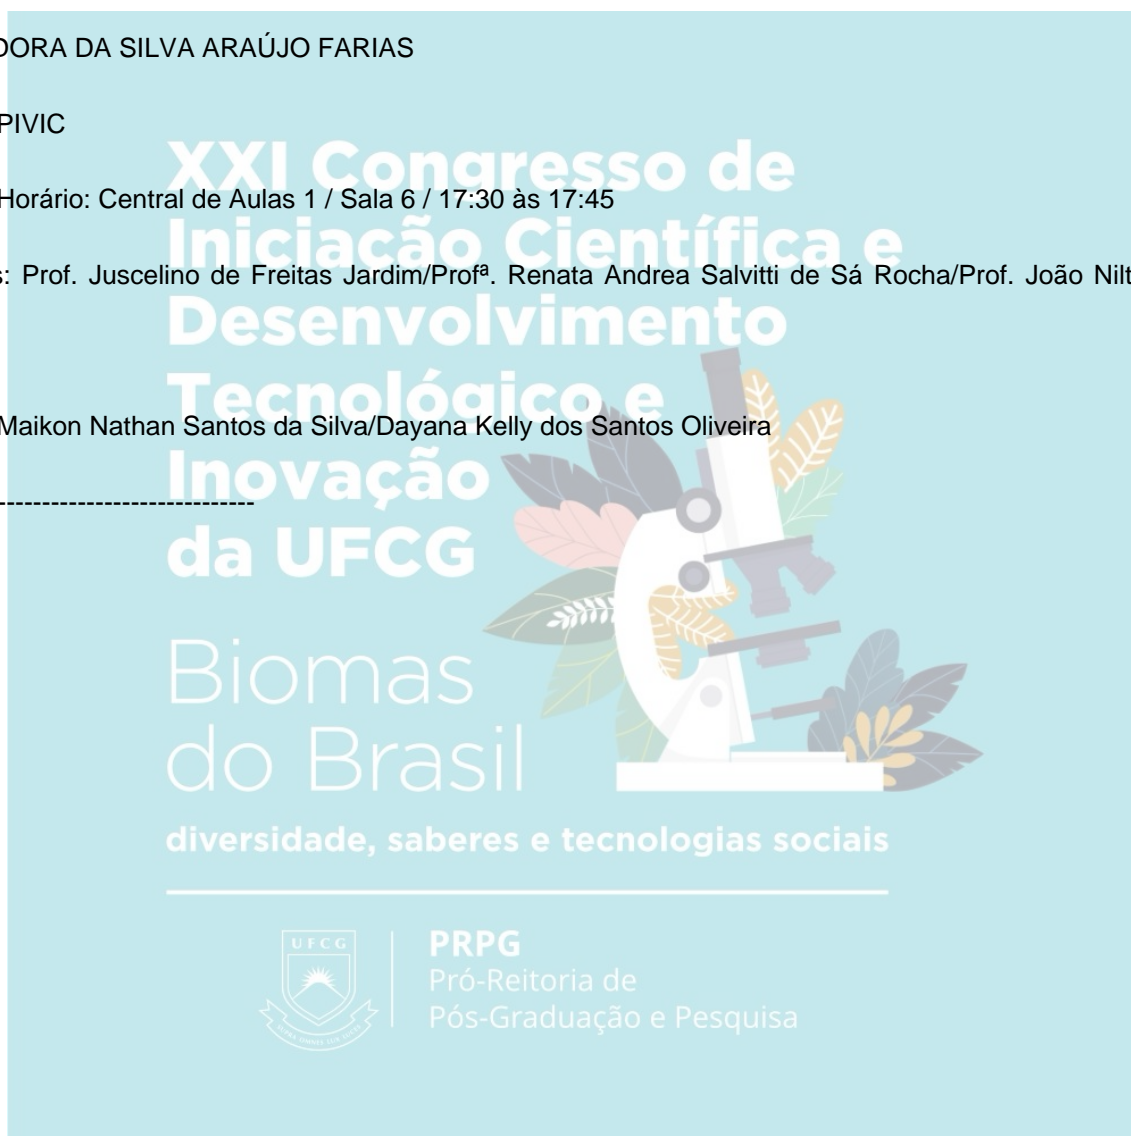 DORA DA SILVA ARAÚJO FARIAS
PIVIC
Horário: Central de Aulas 1 / Sala 6 / 17:30 às 17:45
s: Prof. Juscelino de Freitas Jardim/Profª. Renata Andrea Salvitti de Sá Rocha/Prof. João Nilt
Maikon Nathan Santos da Silva/Dayana Kelly dos Santos Oliveira
-----------------------------
XXI Congresso de
Iniciação Científica e
Desenvolvimento
Tecnológico e
Inovação
da UFCG
Biomas
do Brasil
diversidade, saberes e tecnologias sociais
UFCG
PRPG
Pró-Reitoria de
Pós-Graduação e Pesquisa